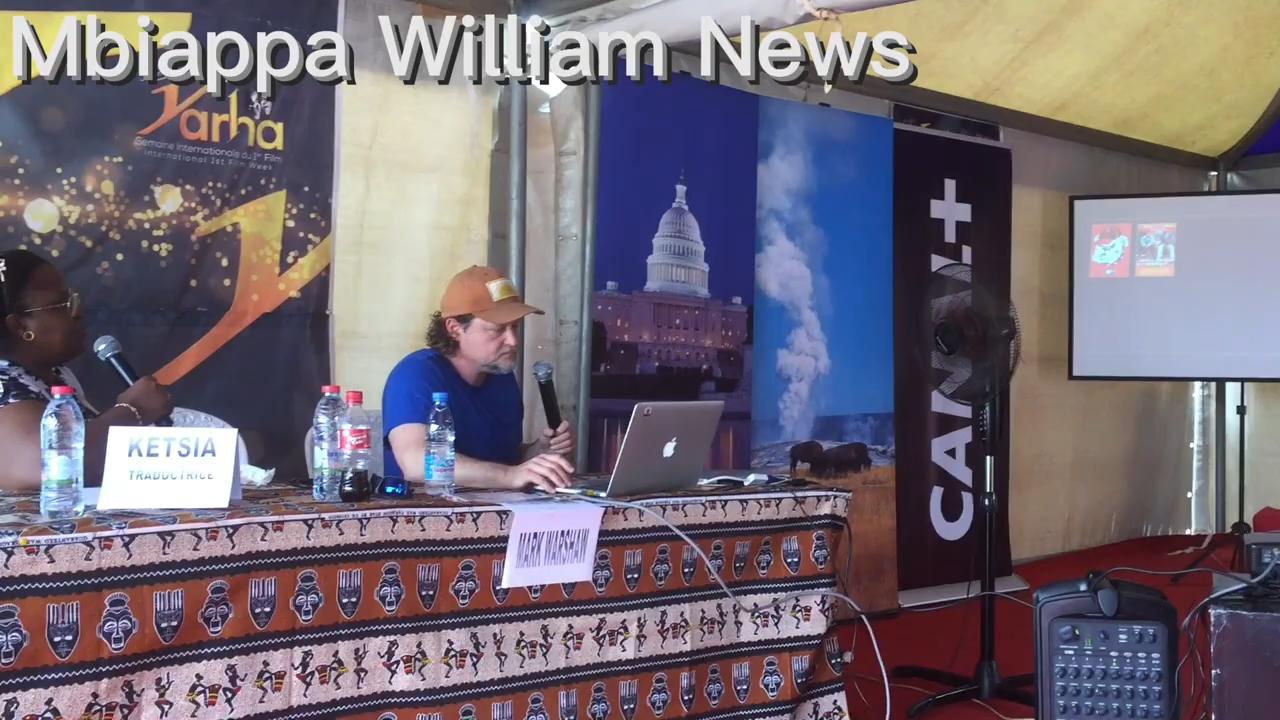 Mbiappa William News
Yarha
Semaine Internationale du 1er Film
International 1st Film Week
CANAL+
KETSIA
TRADUCTRICE
MARK WARSHAW